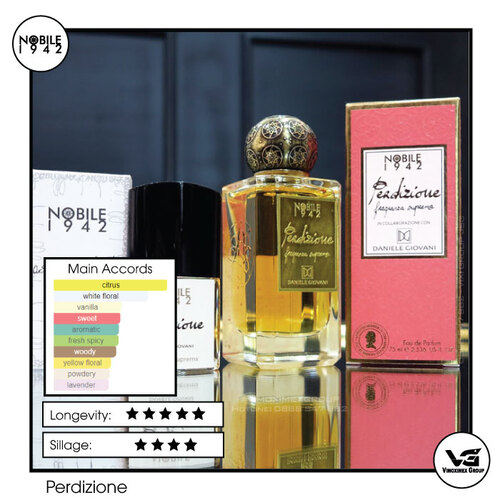 NOBILE
1942
NOBILE
1942
NOBILE
1942
Perdizione
fragranza suprema
DANIELE GIOVANI
NOBILE
1942
Perdizione
fragranza suprema
IN COLLABORAZIONE CON
DANIELE GIOVANI
Eau de Parfum
Main Accords
citrus
white floral
vanilla
sweet
aromatic
fresh spicy
woody
yellow floral
powdery
lavender
Longevity: ★★★★★
Sillage: ★★★★
VG
VINGXIMEX GROUP
Perdizione